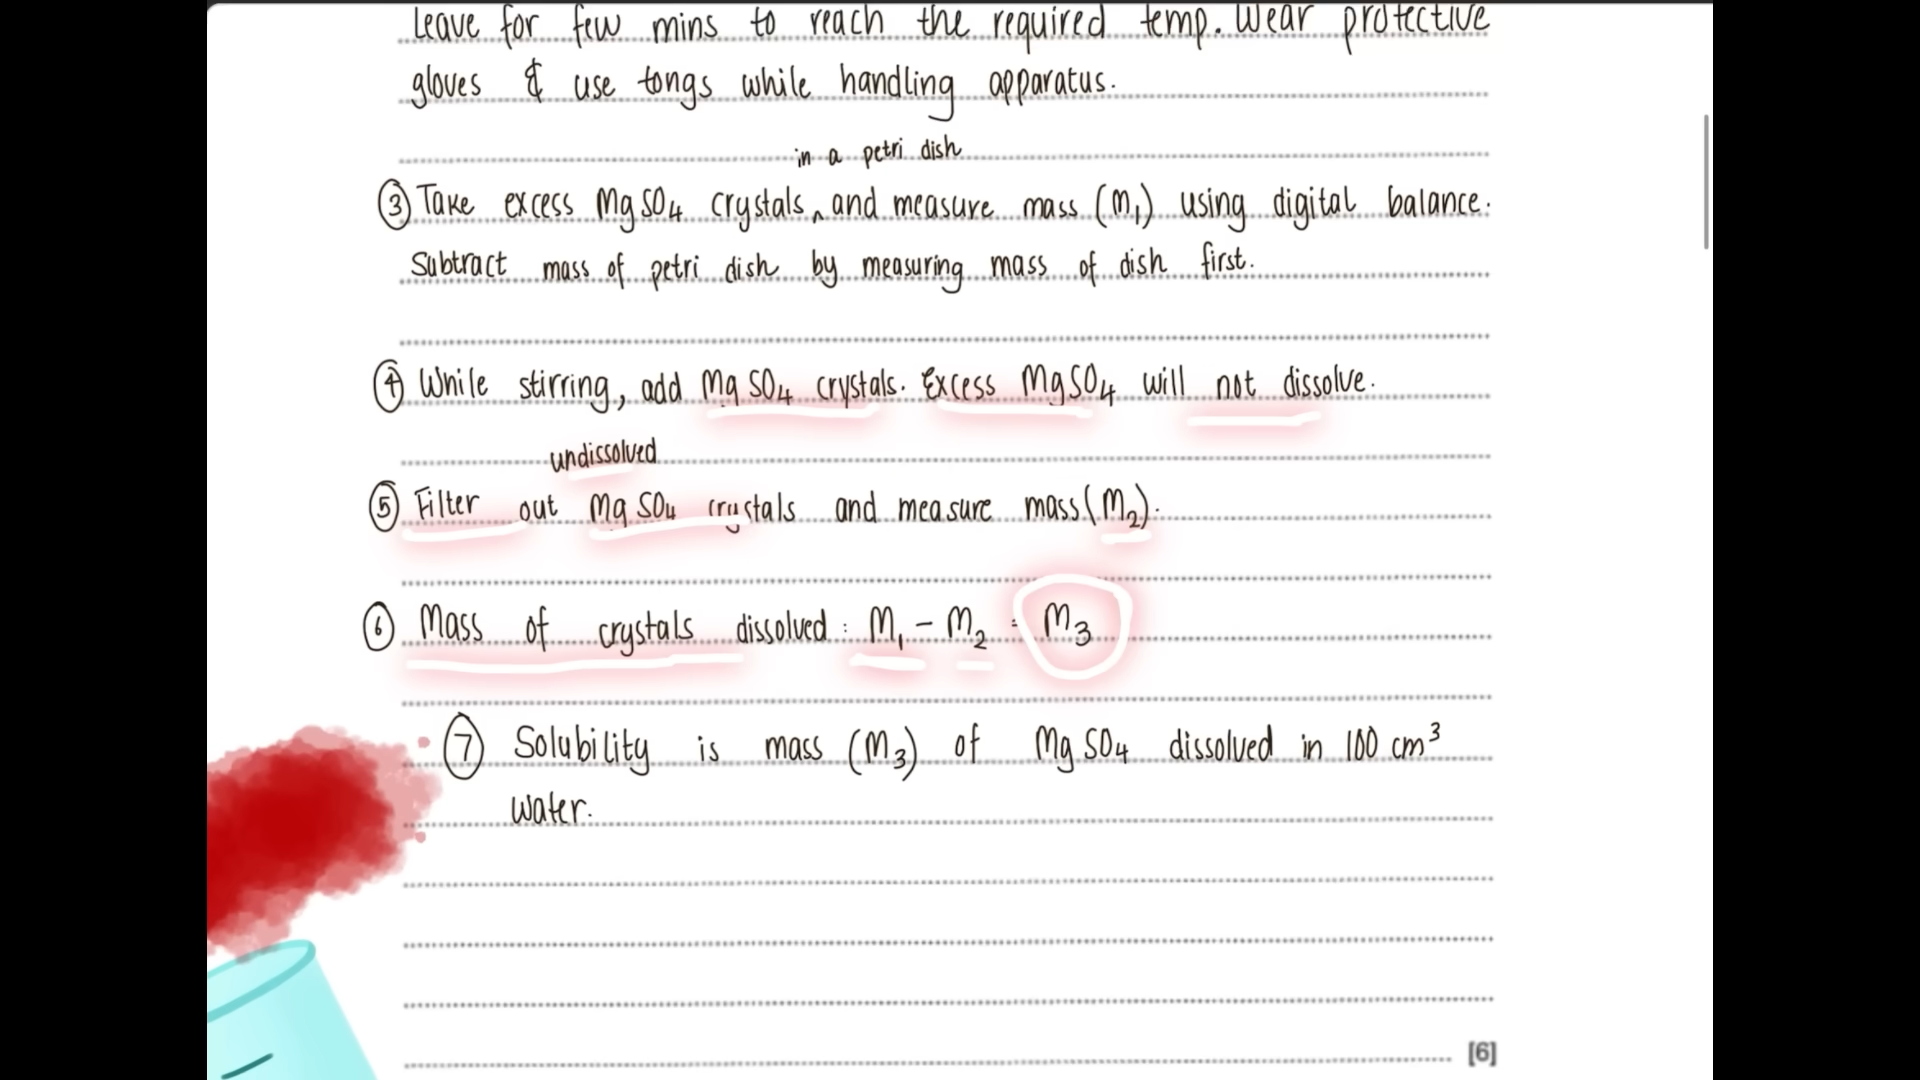 Leave for few mins to reach the required temp. Wear protective
gloves & use tongs while handling apparatus.
in a petri dish
③ Take excess MgSO4 crystals ^ and measure mass (M₁) using digital balance.
Subtract mass of petri dish by measuring mass of dish first.
④ While stirring, add MgSO4 crystals. Excess MgSO4 will not dissolve.
undissolved
⑤ Filter out MgSO4 crystals and measure mass (M₂).
⑥ Mass of crystals dissolved : M₁ - M₂ = M₃
⑦ Solubility is mass (M₃) of MgSO4 dissolved in 100 cm³
water.
[6]